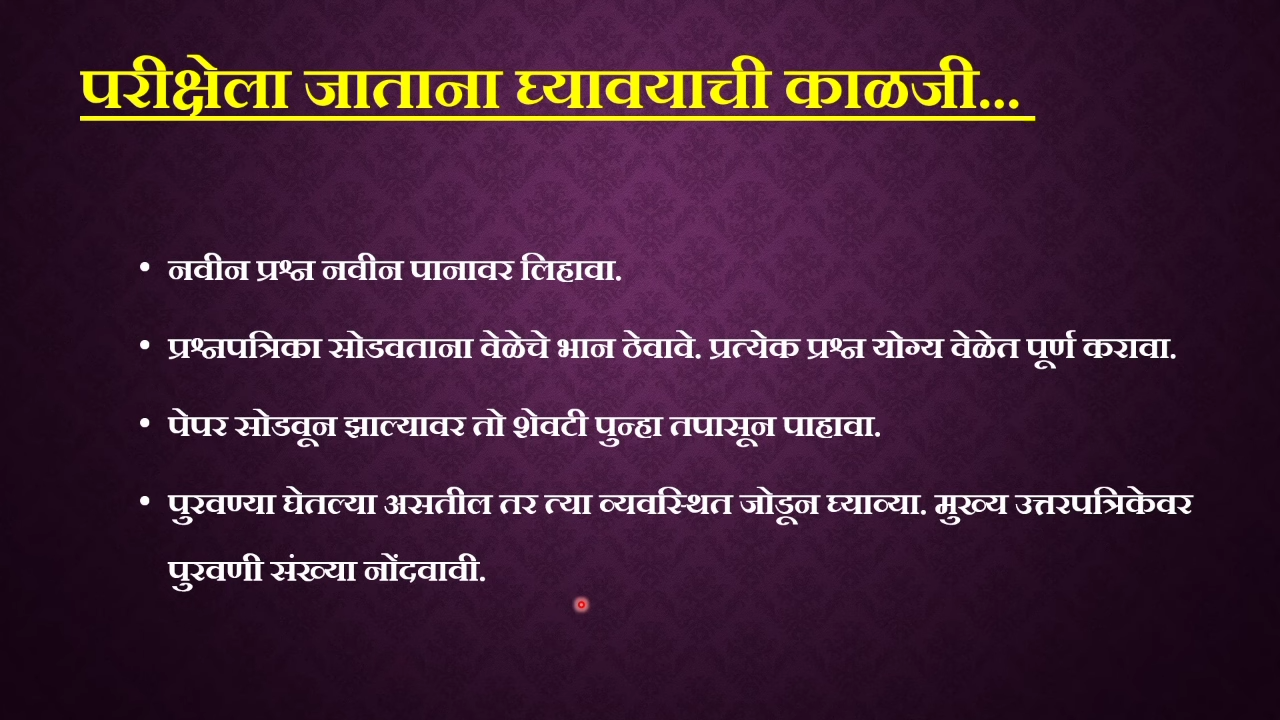 परीक्षेला जाताना घ्यावयाची काळजी...
• नवीन प्रश्न नवीन पानावर लिहावा.
• प्रश्नपत्रिका सोडवताना वेळेचे भान ठेवावे. प्रत्येक प्रश्न योग्य वेळेत पूर्ण करावा.
• पेपर सोडवून झाल्यावर तो शेवटी पुन्हा तपासून पाहावा.
• पुरवण्या घेतल्या असतील तर त्या व्यवस्थित जोडून घ्याव्या. मुख्य उत्तरपत्रिकेवर
पुरवणी संख्या नोंदवावी.